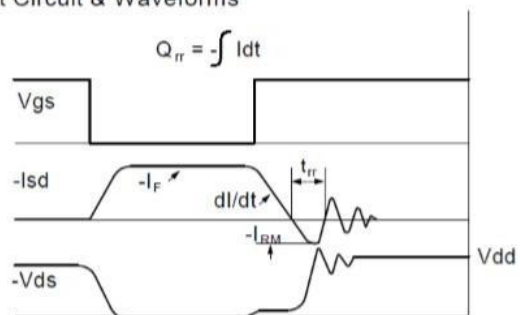 t Circuit & Waveforms
Qrr = -∫ Idt
Vgs
-Isd
-IF
trr
dI/dt
-IRM
Vdd
-Vds